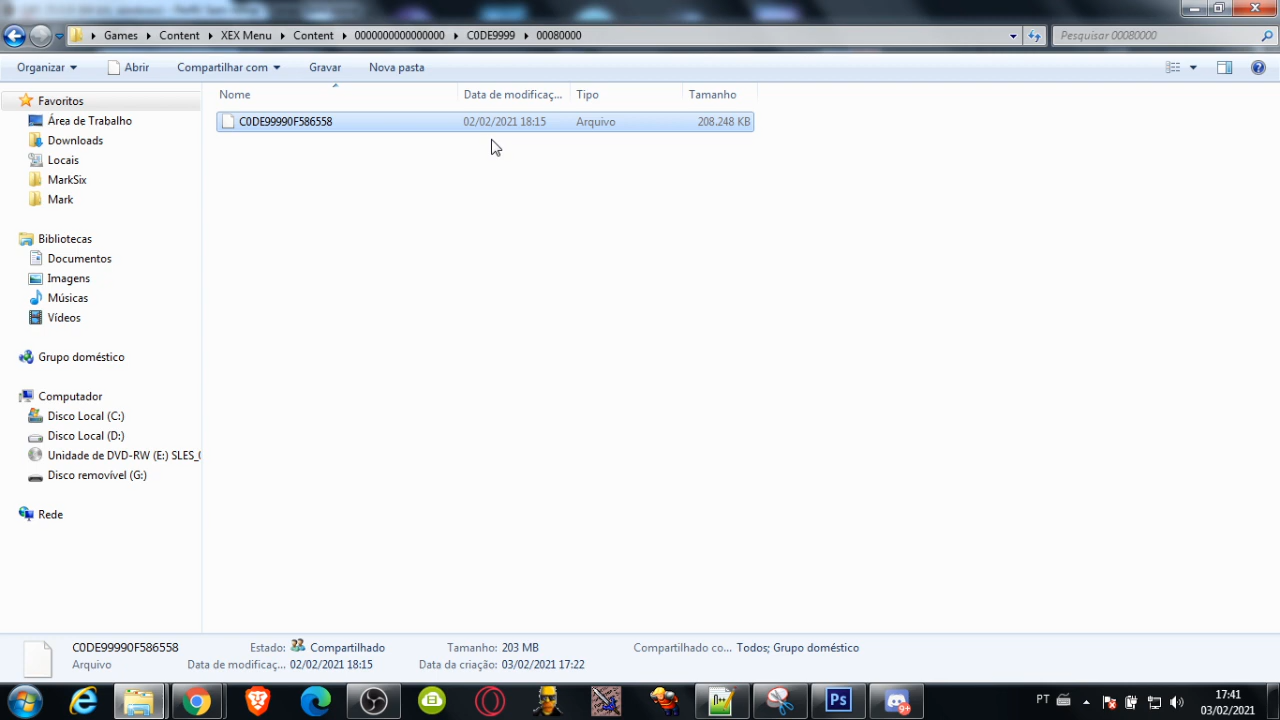 Games ▸ Content ▸ XEX Menu ▸ Content ▸ 0000000000000000 ▸ C0DE9999 ▸ 00080000
Pesquisar 00080000
Organizar Abrir Compartilhar com Gravar Nova pasta
Nome Data de modificaç... Tipo Tamanho
C0DE99990F586558 02/02/2021 18:15 Arquivo 208.248 KB
Favoritos
Área de Trabalho
Downloads
Locais
MarkSix
Mark
Bibliotecas
Documentos
Imagens
Músicas
Vídeos
Grupo doméstico
Computador
Disco Local (C:)
Disco Local (D:)
Unidade de DVD-RW (E:) SLES_0
Disco removível (G:)
Rede
C0DE99990F586558 Estado: Compartilhado Tamanho: 203 MB Compartilhado co... Todos; Grupo doméstico
Arquivo Data de modificaç... 02/02/2021 18:15 Data da criação: 03/02/2021 17:22
PT 17:41
03/02/2021